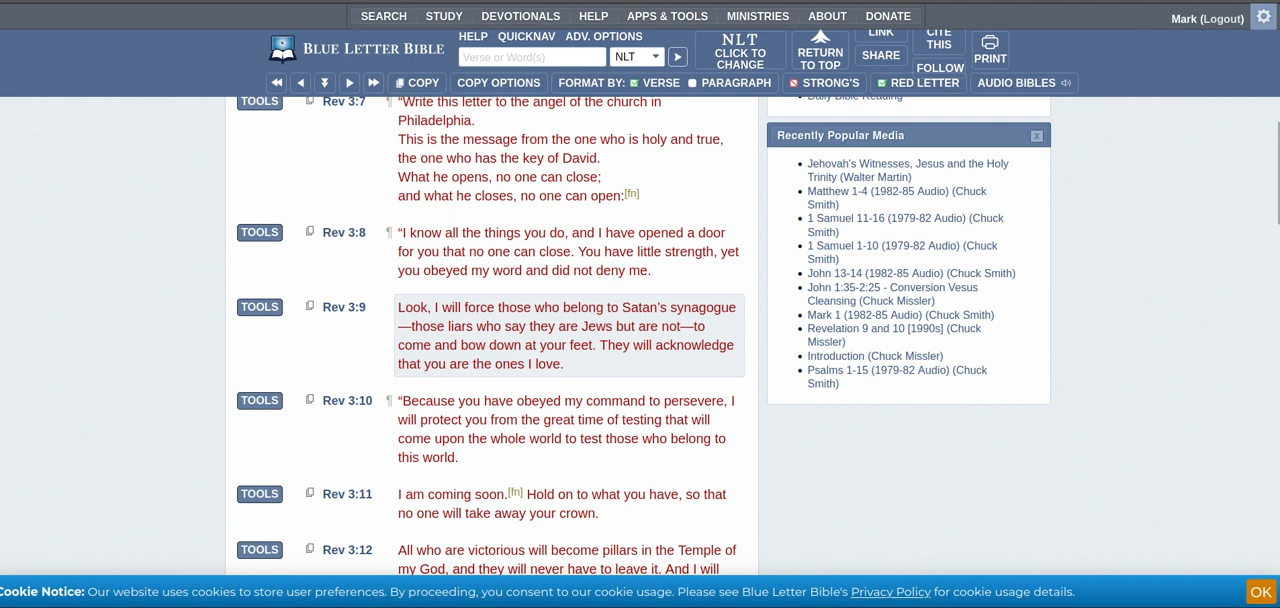 SEARCH STUDY DEVOTIONALS HELP APPS & TOOLS MINISTRIES ABOUT DONATE
Mark (Logout)
BLUE LETTER BIBLE
HELP QUICKNAV ADV. OPTIONS
Verse or Word(s) NLT
NLT
CLICK TO
CHANGE
RETURN
TO TOP
LINK
SHARE
CITE
THIS
FOLLOW
PRINT
COPY COPY OPTIONS FORMAT BY: VERSE PARAGRAPH STRONG'S RED LETTER AUDIO BIBLES
TOOLS Rev 3:7 ¶ “Write this letter to the angel of the church in
Philadelphia.
This is the message from the one who is holy and true,
the one who has the key of David.
What he opens, no one can close;
and what he closes, no one can open:[fn]
TOOLS Rev 3:8 ¶ “I know all the things you do, and I have opened a door
for you that no one can close. You have little strength, yet
you obeyed my word and did not deny me.
TOOLS Rev 3:9 Look, I will force those who belong to Satan’s synagogue
—those liars who say they are Jews but are not—to
come and bow down at your feet. They will acknowledge
that you are the ones I love.
TOOLS Rev 3:10 ¶ “Because you have obeyed my command to persevere, I
will protect you from the great time of testing that will
come upon the whole world to test those who belong to
this world.
TOOLS Rev 3:11 I am coming soon.[fn] Hold on to what you have, so that
no one will take away your crown.
TOOLS Rev 3:12 All who are victorious will become pillars in the Temple of
my God, and they will never have to leave it. And I will
Daily Bible Reading
Recently Popular Media X
Jehovah's Witnesses, Jesus and the Holy
Trinity (Walter Martin)
Matthew 1-4 (1982-85 Audio) (Chuck
Smith)
1 Samuel 11-16 (1979-82 Audio) (Chuck
Smith)
1 Samuel 1-10 (1979-82 Audio) (Chuck
Smith)
John 13-14 (1982-85 Audio) (Chuck Smith)
John 1:35-2:25 - Conversion Vesus
Cleansing (Chuck Missler)
Mark 1 (1982-85 Audio) (Chuck Smith)
Revelation 9 and 10 [1990s] (Chuck
Missler)
Introduction (Chuck Missler)
Psalms 1-15 (1979-82 Audio) (Chuck
Smith)
Cookie Notice: Our website uses cookies to store user preferences. By proceeding, you consent to our cookie usage. Please see Blue Letter Bible's Privacy Policy for cookie usage details.
OK